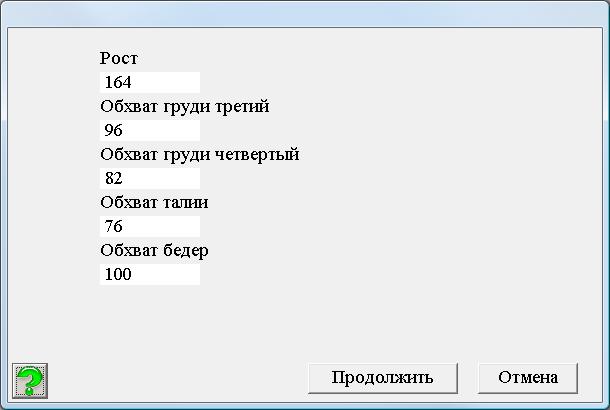 Рост
164
Обхват груди третий
96
Обхват груди четвертый
82
Обхват талии
76
Обхват бедер
100
?
Продолжить
Отмена